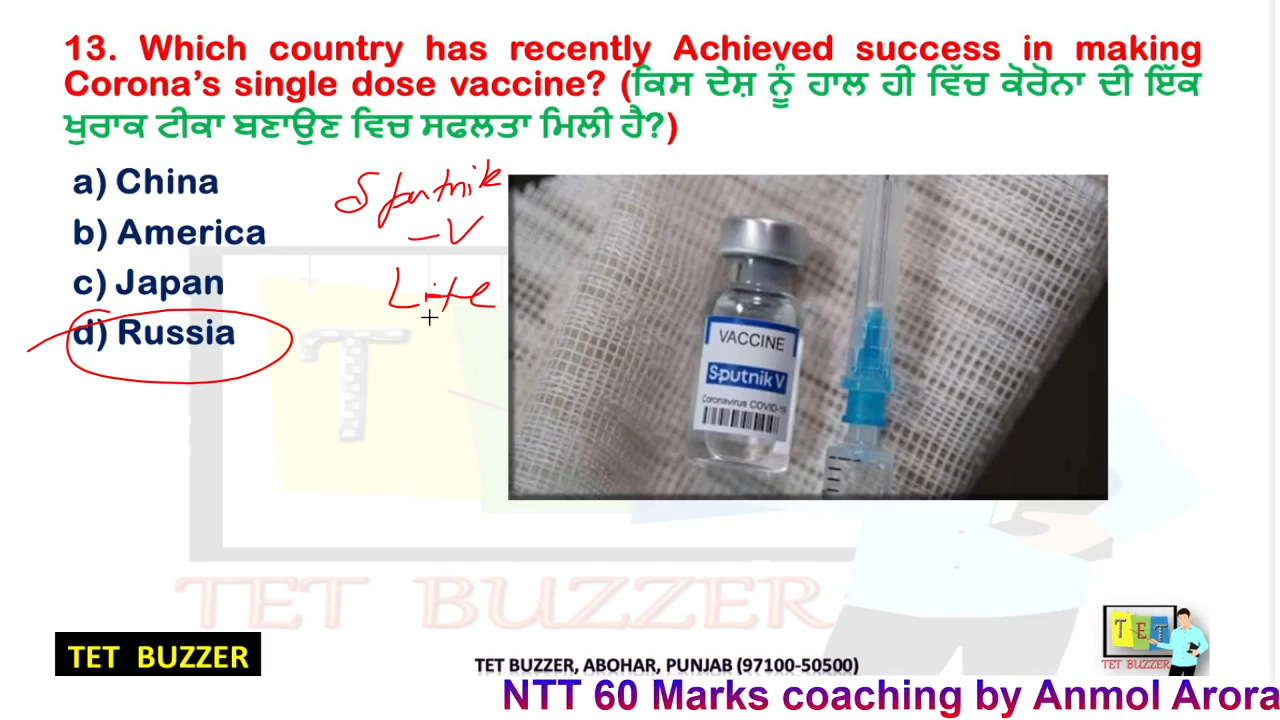 13. Which country has recently Achieved success in making
Corona's single dose vaccine? (ਕਿਸ ਦੇਸ਼ ਨੂੰ ਹਾਲ ਹੀ ਵਿੱਚ ਕੋਰੋਨਾ ਦੀ ਇੱਕ
ਖੁਰਾਕ ਟੀਕਾ ਬਣਾਉਣ ਵਿਚ ਸਫਲਤਾ ਮਿਲੀ ਹੈ?)
a) China
b) America
c) Japan
d) Russia
Sputnik
-V
Lite
VACCINE
Sputnik V
Coronavirus COVID-19
T
TET BUZZER
TET BUZZER
TET
TET BUZZER
TET BUZZER, ABOHAR, PUNJAB (97100-50500)
NTT 60 Marks coaching by Anmol Arora